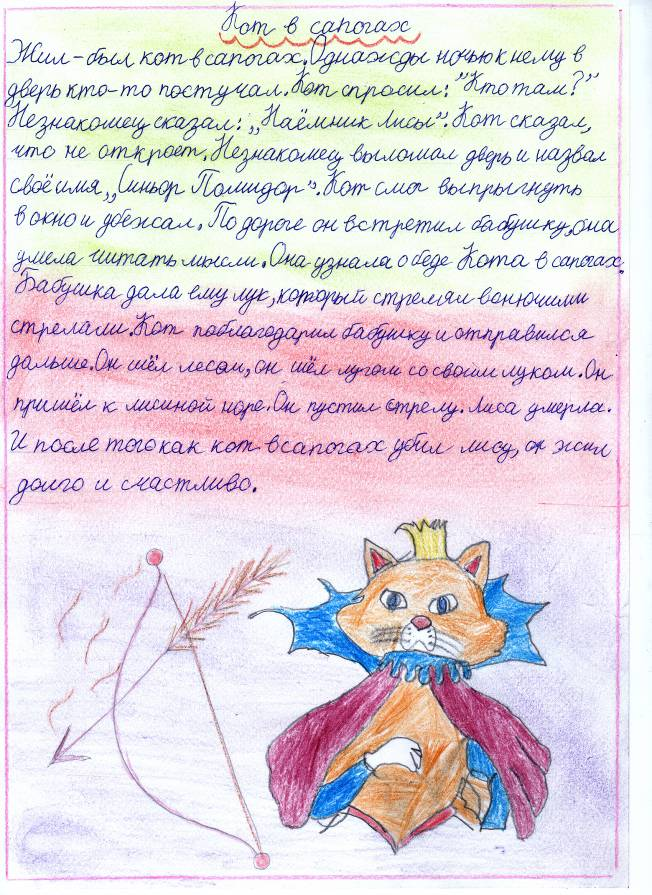 Кот в сапогах
Жил-был кот в сапогах. Однажды ночью к нему в
дверь кто-то постучал. Кот спросил: "Кто там?"
Незнакомец сказал: „Наёмник Лисы". Кот сказал,
что не откроет. Незнакомец выломал дверь и назвал
своё имя „Синьор Помидор". Кот смог выпрыгнуть
в окно и убежал. По дороге он встретил бабушку, она
умела читать мысли. Она узнала о беде Кота в сапогах.
Бабушка дала ему лук, который стрелял вонючими
стрелами. Кот поблагодарил бабушку и отправился
дальше. Он шёл лесом, он шёл лугом со своим луком. Он
пришёл к лисиной норе. Он пустил стрелу. Лиса умерла.
И после того как кот в сапогах убил лису, он жил
долго и счастливо.